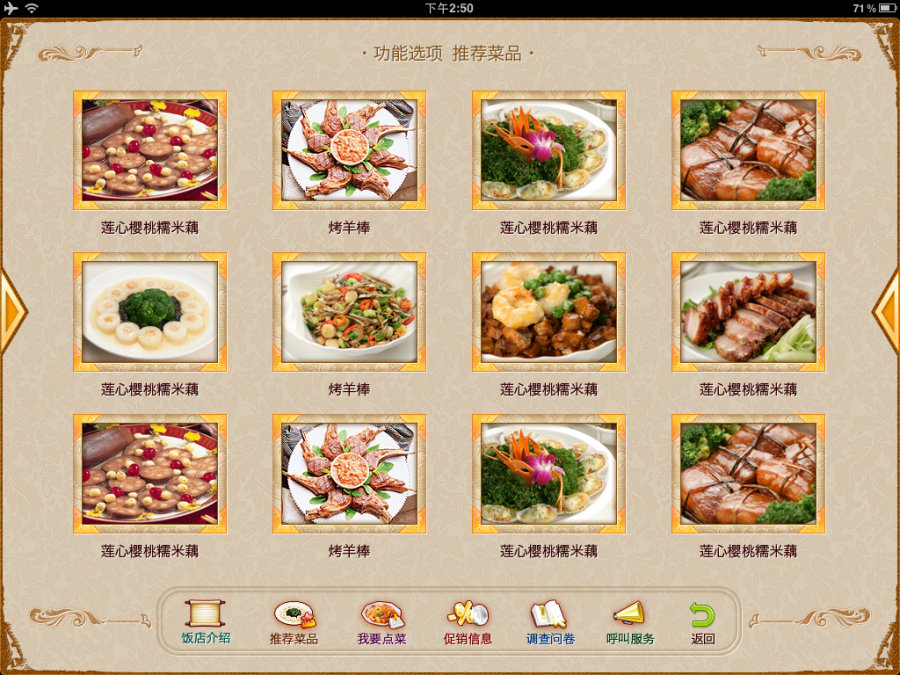 下午2:50
71%
·功能选项 推荐菜品·
莲心樱桃糯米藕
烤羊棒
莲心樱桃糯米藕
莲心樱桃糯米藕
莲心樱桃糯米藕
烤羊棒
莲心樱桃糯米藕
莲心樱桃糯米藕
莲心樱桃糯米藕
烤羊棒
莲心樱桃糯米藕
莲心樱桃糯米藕
饭店介绍
推荐菜品
我要点菜
促销信息
调查问卷
呼叫服务
返回